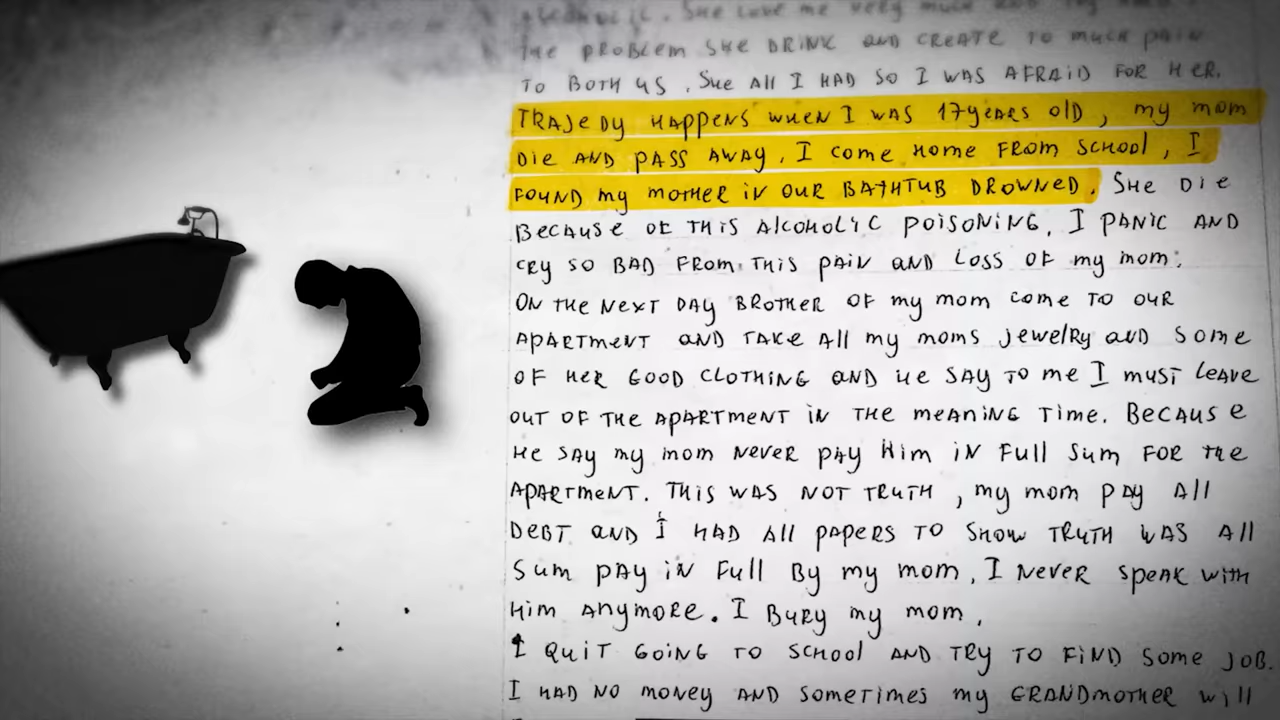 She love me very much
THE PROBLEM SHE DRINK AND CREATE TO MUCH PAIN
TO BOTH US. SHE ALL I HAD SO I WAS AFRAID FOR HER.
TRAJEDY HAPPENS WHEN I WAS 17 YEARS OLD, my mom
DIE AND PASS AWAY. I COME HOME FROM SCHOOL, I
FOUND my MOTHER IN OUR BATHTUB DROWNED. SHE DIE
BECAUSE OF THIS ALCOHOLIC POISONING. I PANIC AND
CRY SO BAD FROM THIS PAIN AND LOSS OF my mom.
ON THE NEXT DAY BROTHER OF my mom COME TO OUR
APARTMENT AND TAKE ALL my moms JEWELRY AND SOME
OF HER GOOD CLOTHING AND HE SAY TO ME I MUST LEAVE
OUT OF THE APARTMENT IN THE MEANING TIME. BECAUSE
HE SAY my mom NEVER PAY HIM IN FULL SUM FOR THE
APARTMENT. THIS WAS NOT TRUTH, my mom PAY ALL
DEBT AND I HAD ALL PAPERS TO SHOW TRUTH WAS ALL
SUM PAY IN FULL BY my mom, I NEVER SPEAK WITH
HIM ANYMORE. I BURY my mom.
I QUIT GOING TO SCHOOL AND TRY TO FIND SOME JOB.
I HAD NO MONEY AND SOMETIMES my GRANDMOTHER WILL